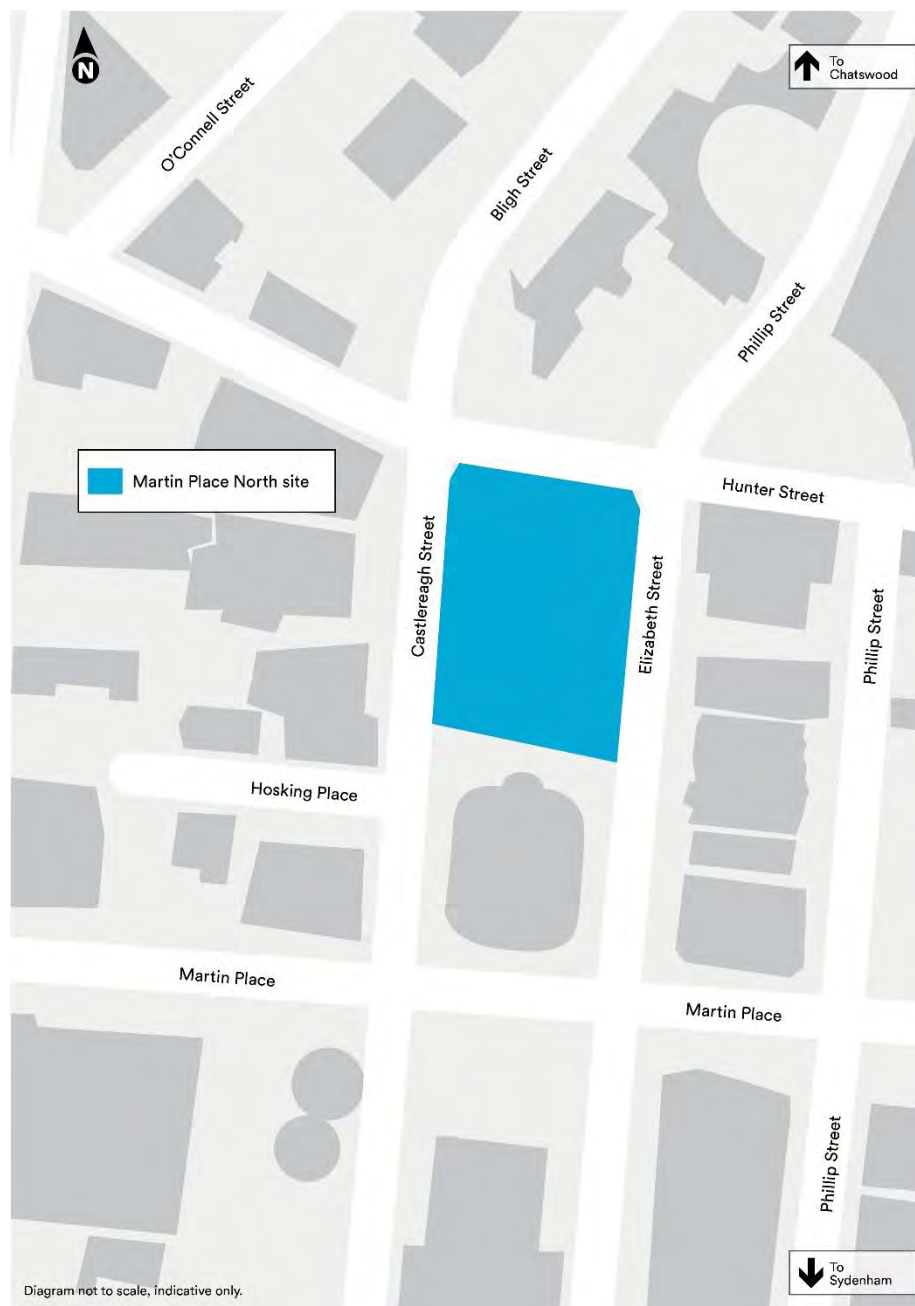 N
To
Chatswood
O'Connell Street
Bligh Street
Phillip Street
Martin Place North site
Hunter Street
Castlereagh Street
Elizabeth Street
Phillip Street
Hosking Place
Martin Place
Martin Place
Phillip Street
To
Sydenham
Diagram not to scale, indicative only.